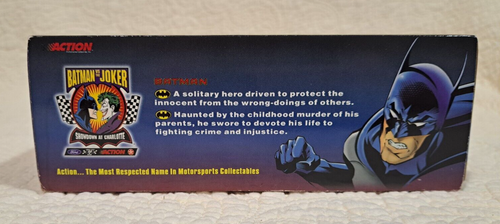 ACTION
BATMAN VS JOKER
SHOWDOWN AT CHARLOTTE
Ford
ACTION
A solitary hero driven to protect the
innocent from the wrong-doings of others.
Haunted by the childhood murder of his
parents, he swore to devote his life to
fighting crime and injustice.
Action... The Most Respected Name In Motorsports Collectables